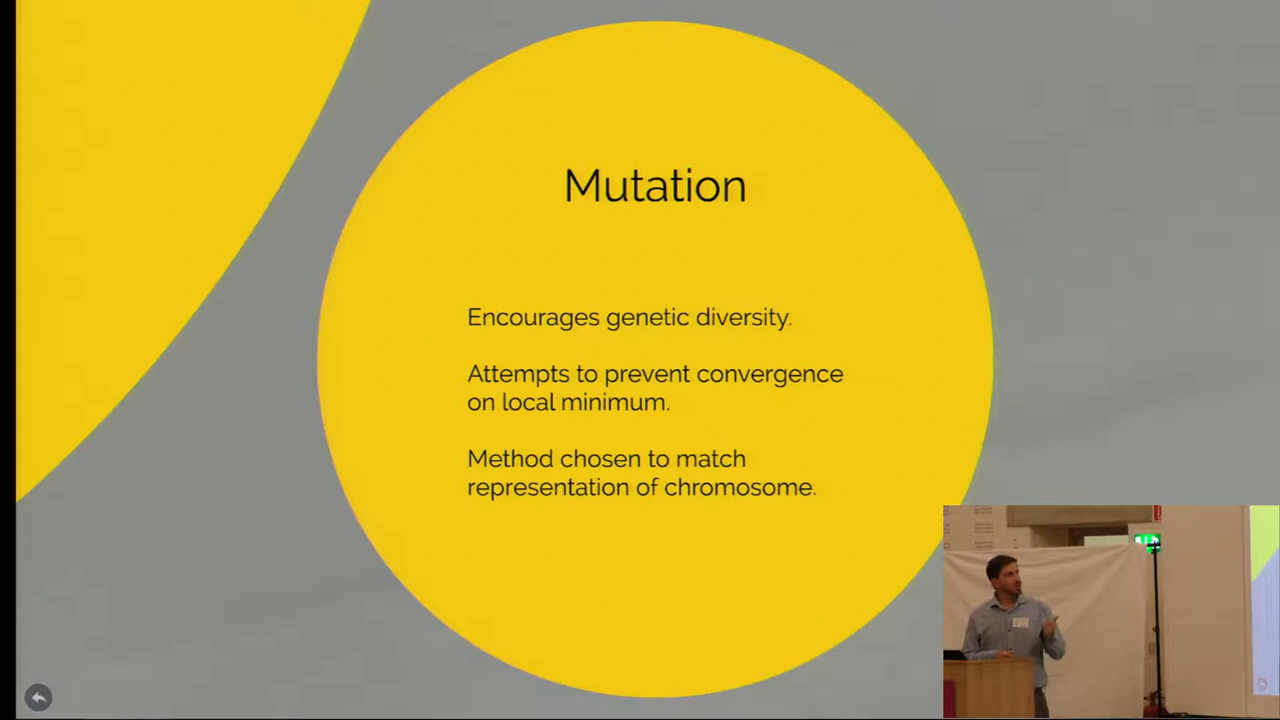 Mutation
Encourages genetic diversity.
Attempts to prevent convergence
on local minimum.
Method chosen to match
representation of chromosome.